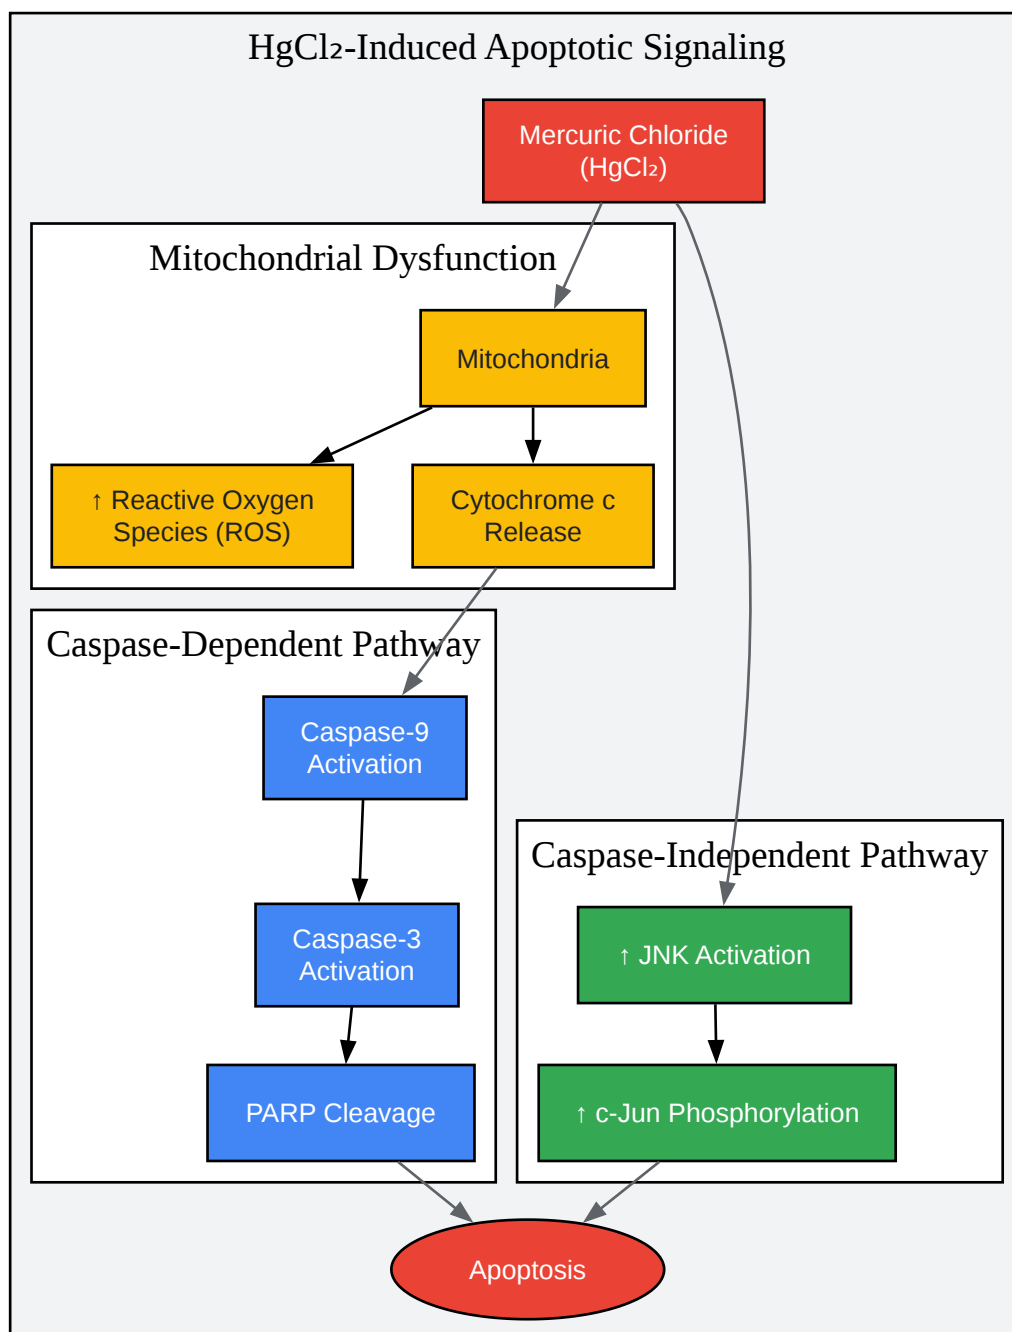 HgCl₂-Induced Apoptotic Signaling
Mercuric Chloride
(HgCl₂)
Mitochondrial Dysfunction
Mitochondria
↑ Reactive Oxygen
Species (ROS)
Cytochrome c
Release
Caspase-Dependent Pathway
Caspase-9
Activation
Caspase-3
Activation
PARP Cleavage
Caspase-Independent Pathway
↑ JNK Activation
↑ c-Jun Phosphorylation
Apoptosis